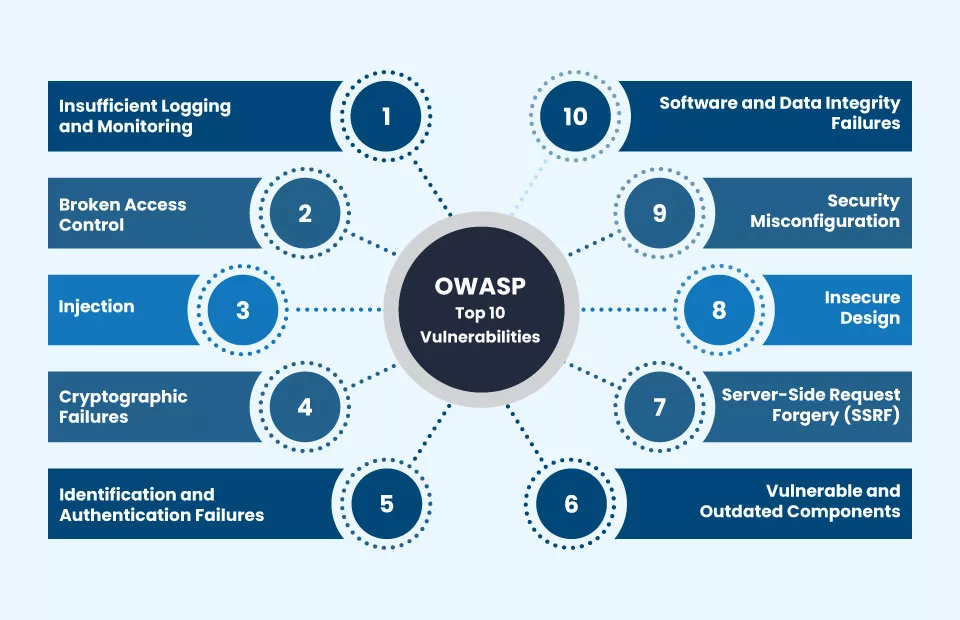 OWASP
Top 10
Vulnerabilities
1
Insufficient Logging
and Monitoring
2
Broken Access
Control
3
Injection
4
Cryptographic
Failures
5
Identification and
Authentication Failures
6
Vulnerable and
Outdated Components
7
Server-Side Request
Forgery (SSRF)
8
Insecure
Design
9
Security
Misconfiguration
10
Software and Data Integrity
Failures